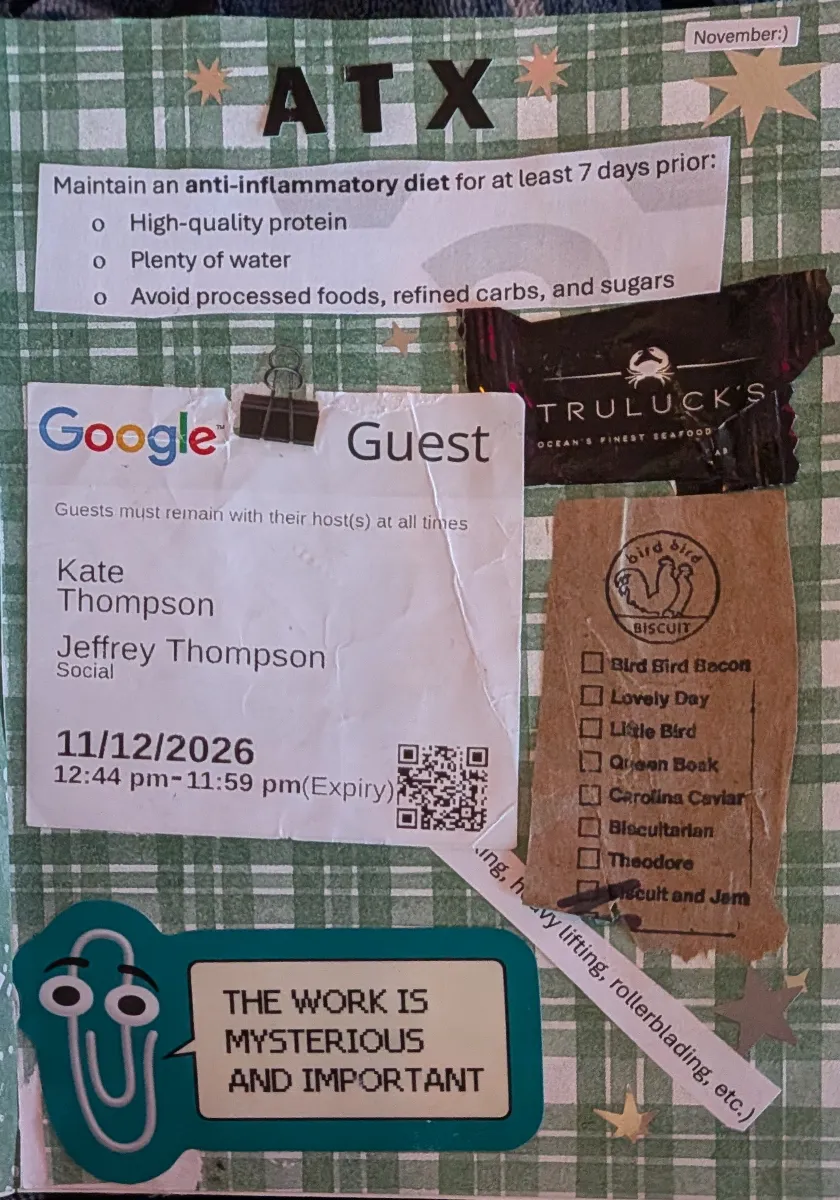 November:)
ATX
Maintain an anti-inflammatory diet for at least 7 days prior:
o High-quality protein
o Plenty of water
o Avoid processed foods, refined carbs, and sugars
TRULUCK'S
OCEAN'S FINEST SEAFOOD
Google™
Guest
Guests must remain with their host(s) at all times
Kate
Thompson
Jeffrey Thompson
Social
11/12/2026
12:44 pm-11:59 pm(Expiry)
bird bird
BISCUIT
Bird Bird Bacon
Lovely Day
Little Bird
Queen Beak
Carolina Caviar
Biscuitarian
Theodore
Biscuit and Jam
heavy lifting, rollerblading, etc.)
THE WORK IS
MYSTERIOUS
AND IMPORTANT